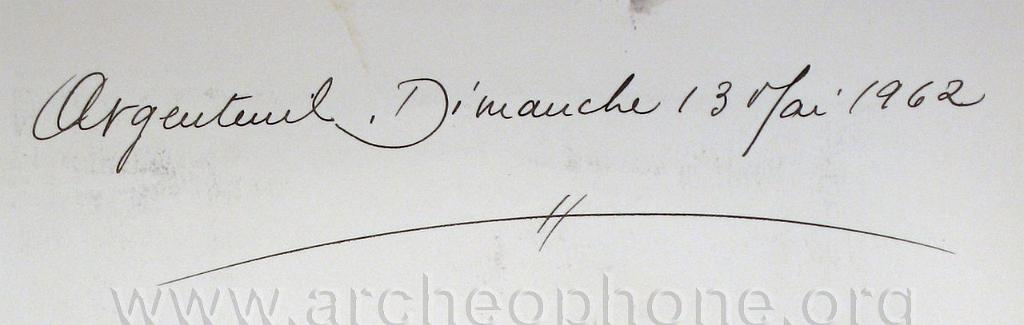 Argenteuil. Dimanche 13 Mai 1962
www.archeophone.org